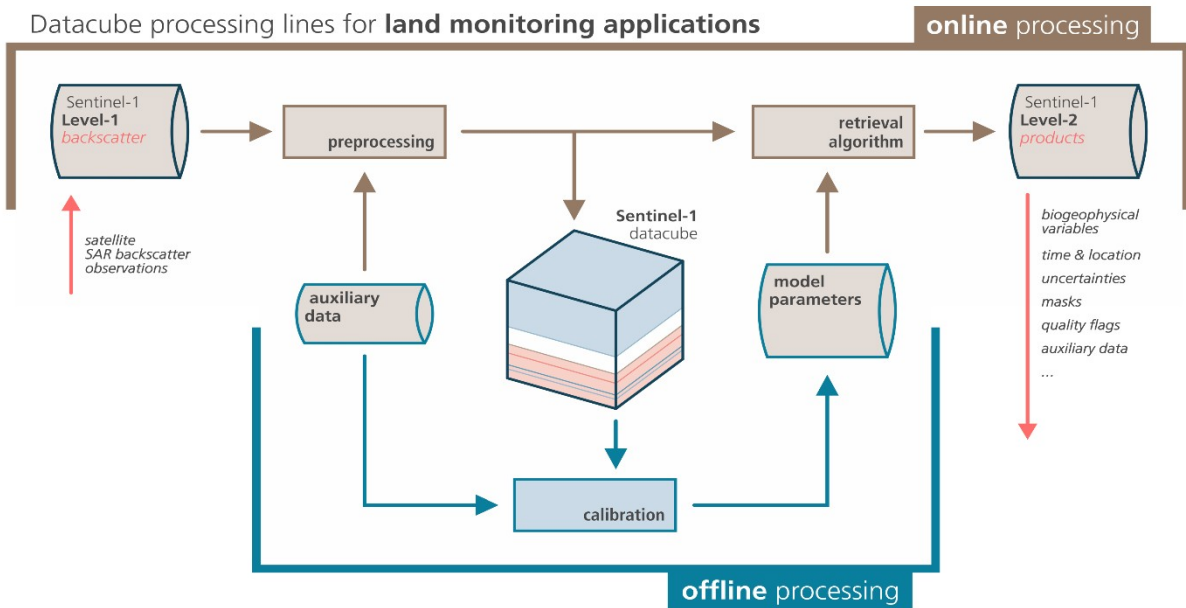 Datacube processing lines for land monitoring applications
online processing
Sentinel-1
Level-1
backscatter
preprocessing
retrieval
algorithm
Sentinel-1
Level-2
products
satellite
SAR backscatter
observations
Sentinel-1
datacube
biogeophysical
variables
time & location
uncertainties
masks
quality flags
auxiliary data
...
auxiliary
data
model
parameters
calibration
offline processing